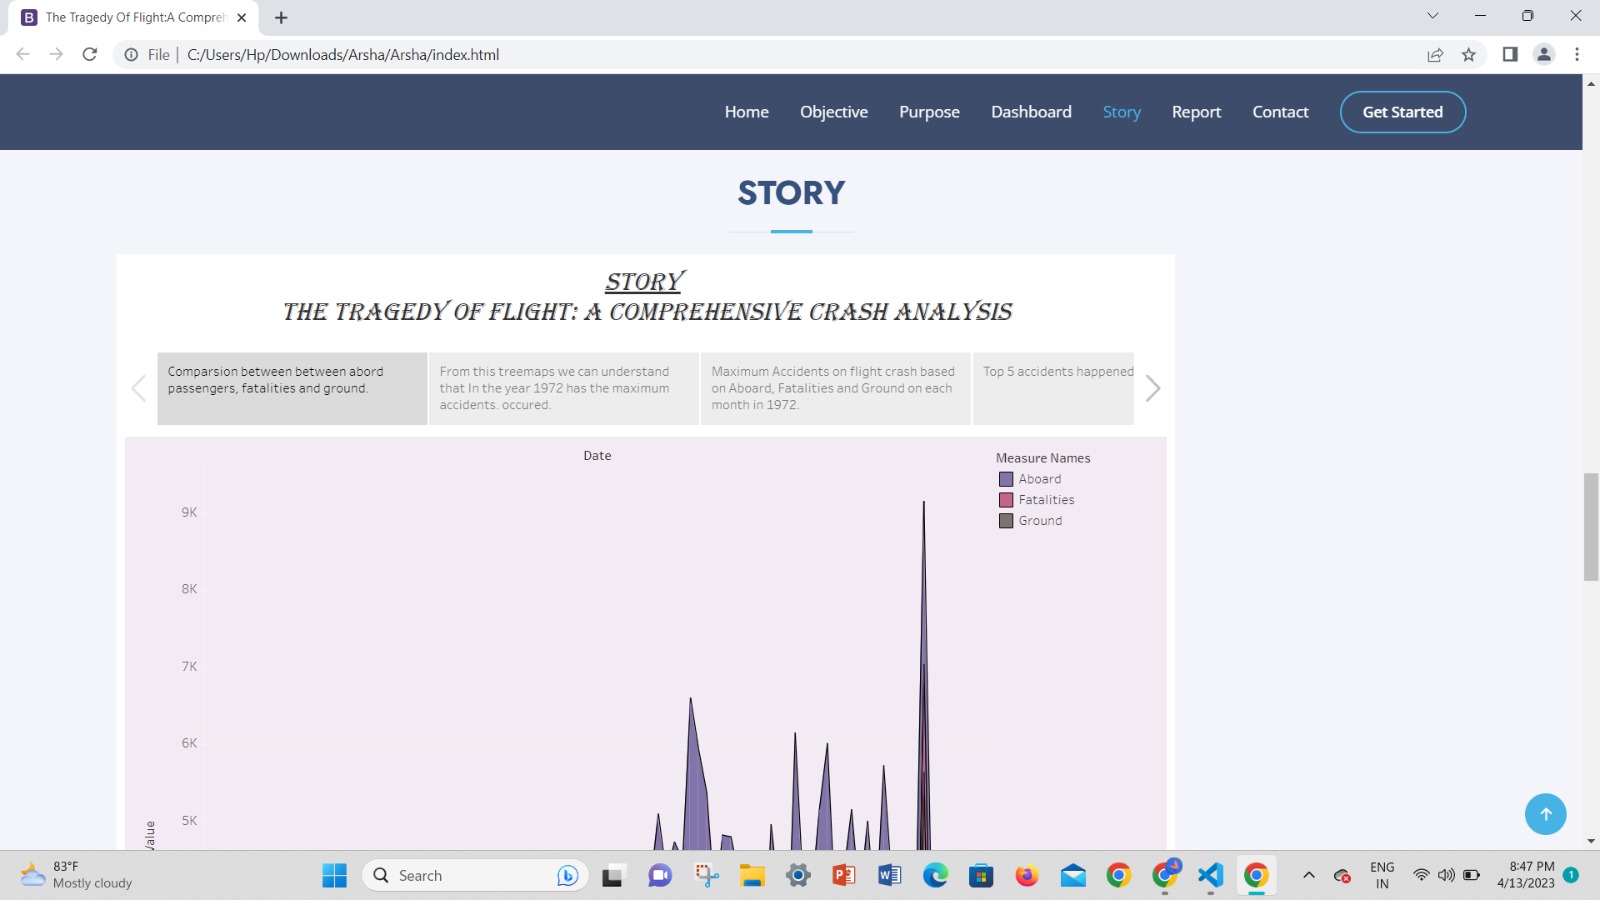 The Tragedy Of Flight:A Compreh
File
C:/Users/Hp/Downloads/Arsha/Arsha/index.html
Home
Objective
Purpose
Dashboard
Story
Report
Contact
Get Started
STORY
STORY
THE TRAGEDY OF FLIGHT: A COMPREHENSIVE CRASH ANALYSIS
Comparsion between between abord
passengers, fatalities and ground.
From this treemaps we can understand
that In the year 1972 has the maximum
accidents. occured.
Maximum Accidents on flight crash based
on Aboard, Fatalities and Ground on each
month in 1972.
Top 5 accidents happened
Date
Measure Names
Aboard
Fatalities
Ground
9K
8K
7K
6K
5K
Value
83°F
Mostly cloudy
Search
ENG
IN
8:47 PM
4/13/2023
1